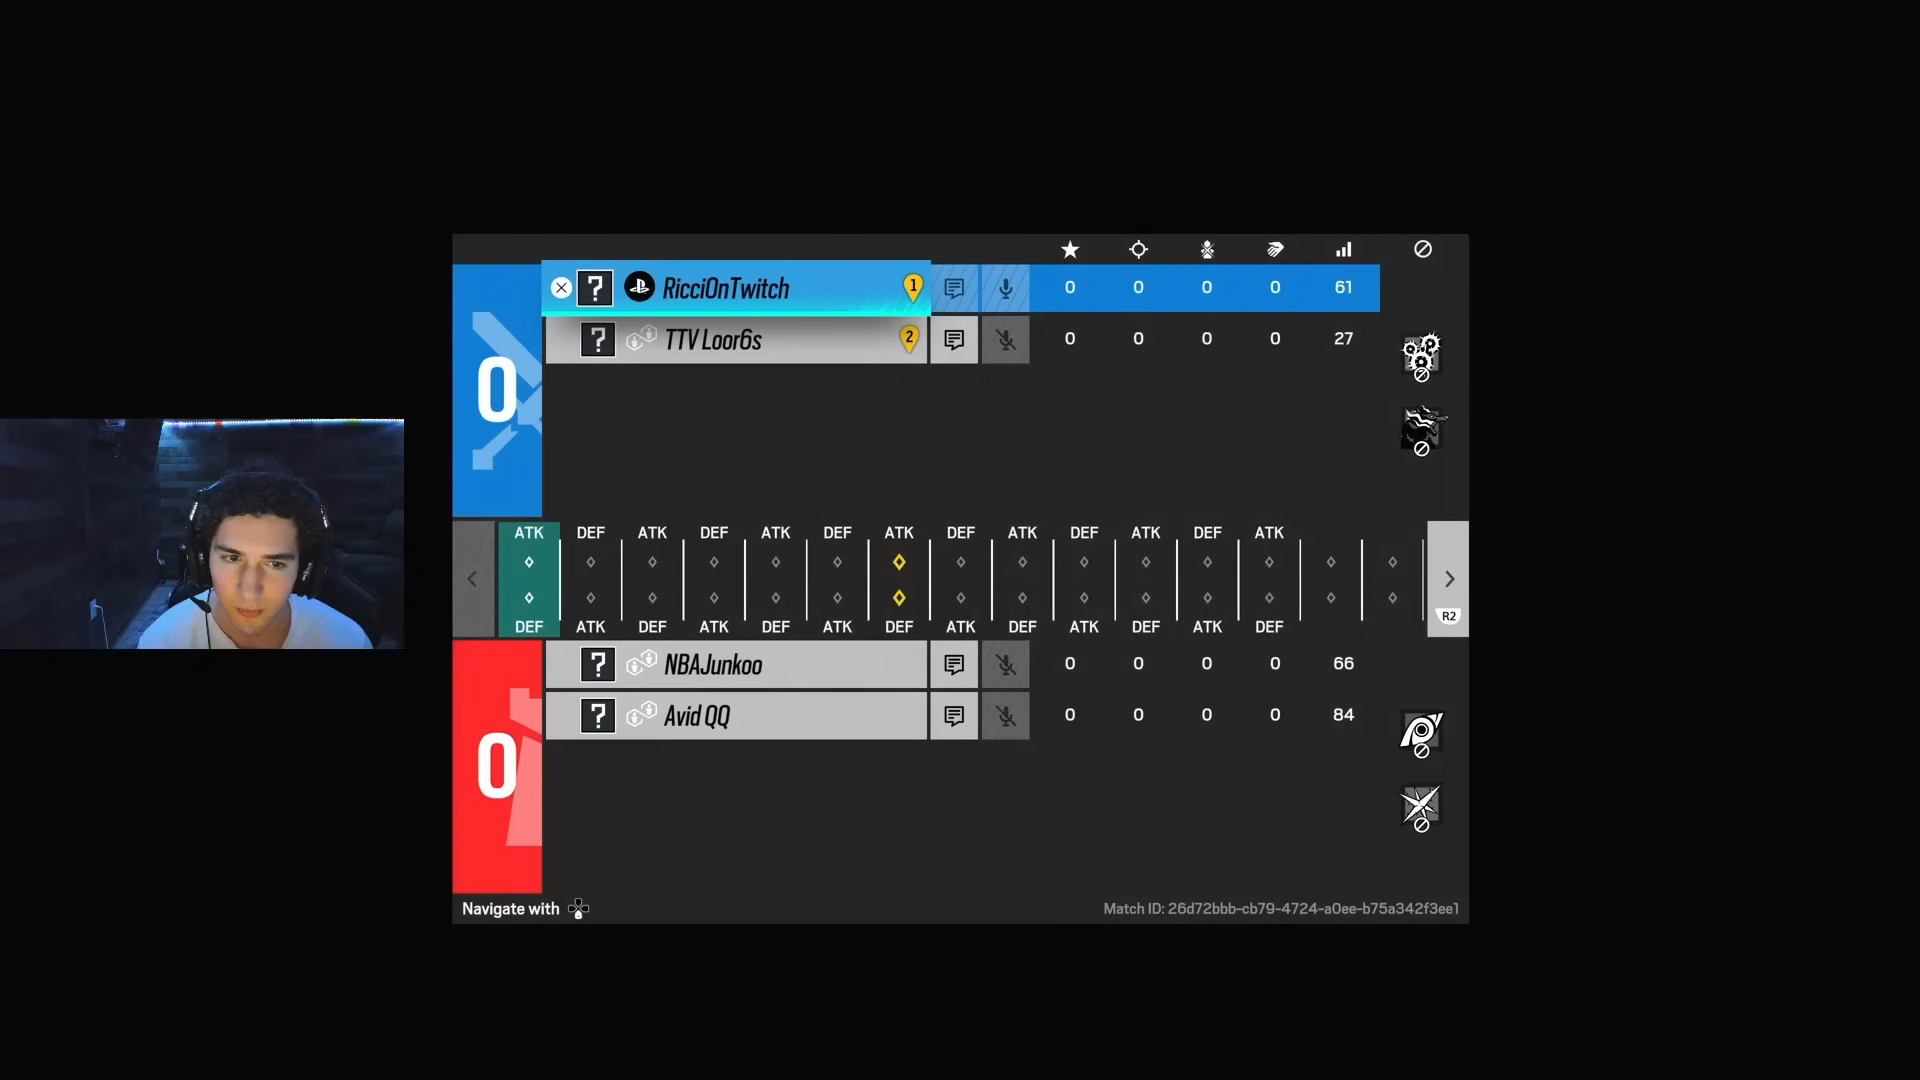 ? RicciOnTwitch 1 0 0 0 0 61
? TTV Loor6s 2 0 0 0 0 27
0
ATK DEF ATK DEF ATK DEF ATK DEF ATK DEF ATK DEF ATK
DEF ATK DEF ATK DEF ATK DEF ATK DEF ATK DEF ATK DEF
R2
? NBAJunkoo 0 0 0 0 66
? Avid QQ 0 0 0 0 84
0
Navigate with
Match ID: 26d72bbb-cb79-4724-a0ee-b75a342f3ee1